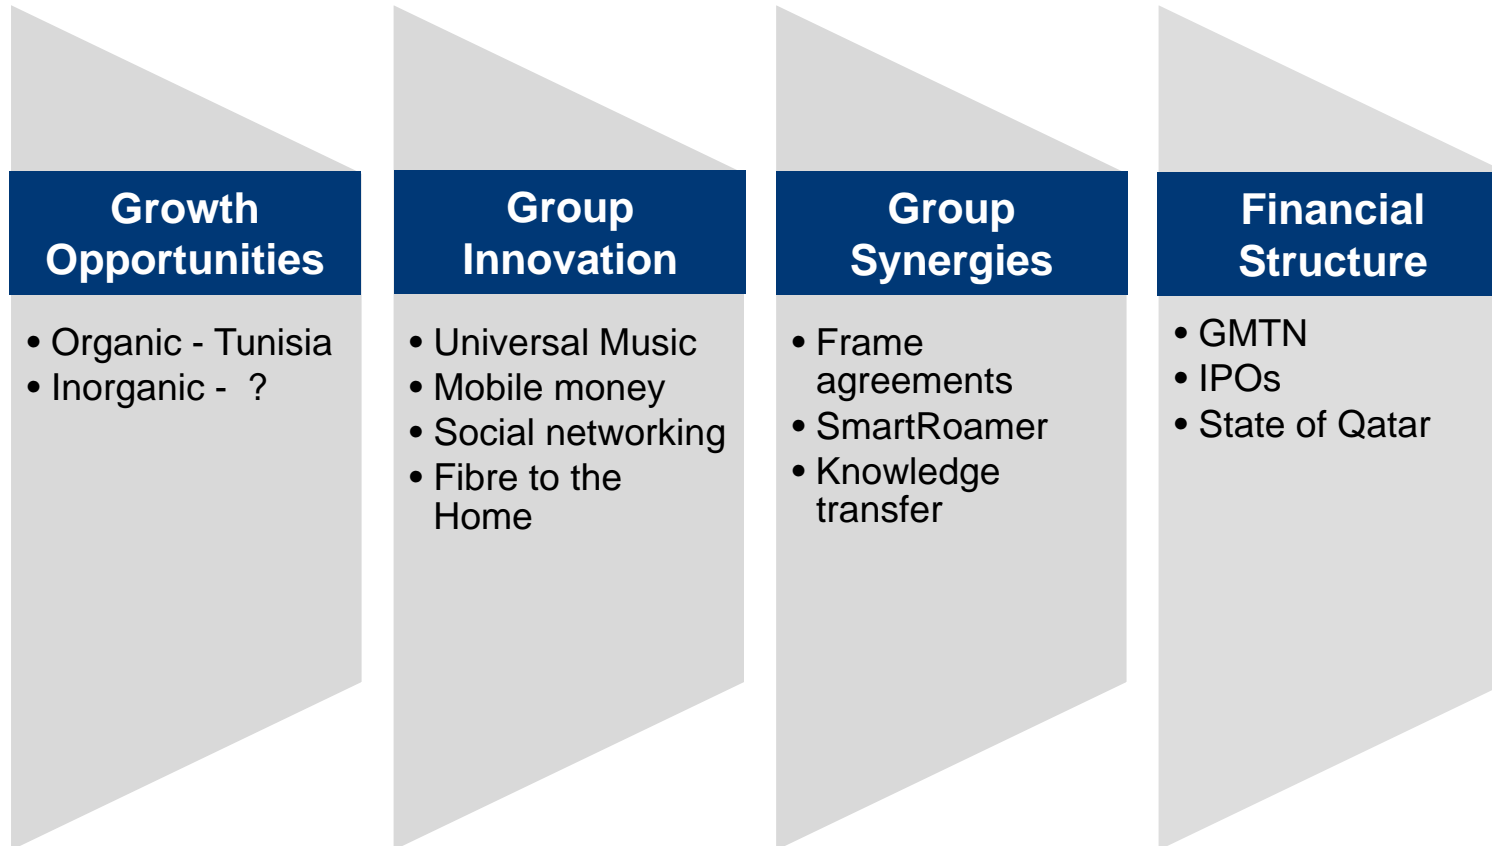 Growth
Opportunities
• Organic - Tunisia
• Inorganic - ?
Group
Innovation
• Universal Music
• Mobile money
• Social networking
• Fibre to the
Home
Group
Synergies
• Frame
agreements
• SmartRoamer
• Knowledge
transfer
Financial
Structure
• GMTN
• IPOs
• State of Qatar